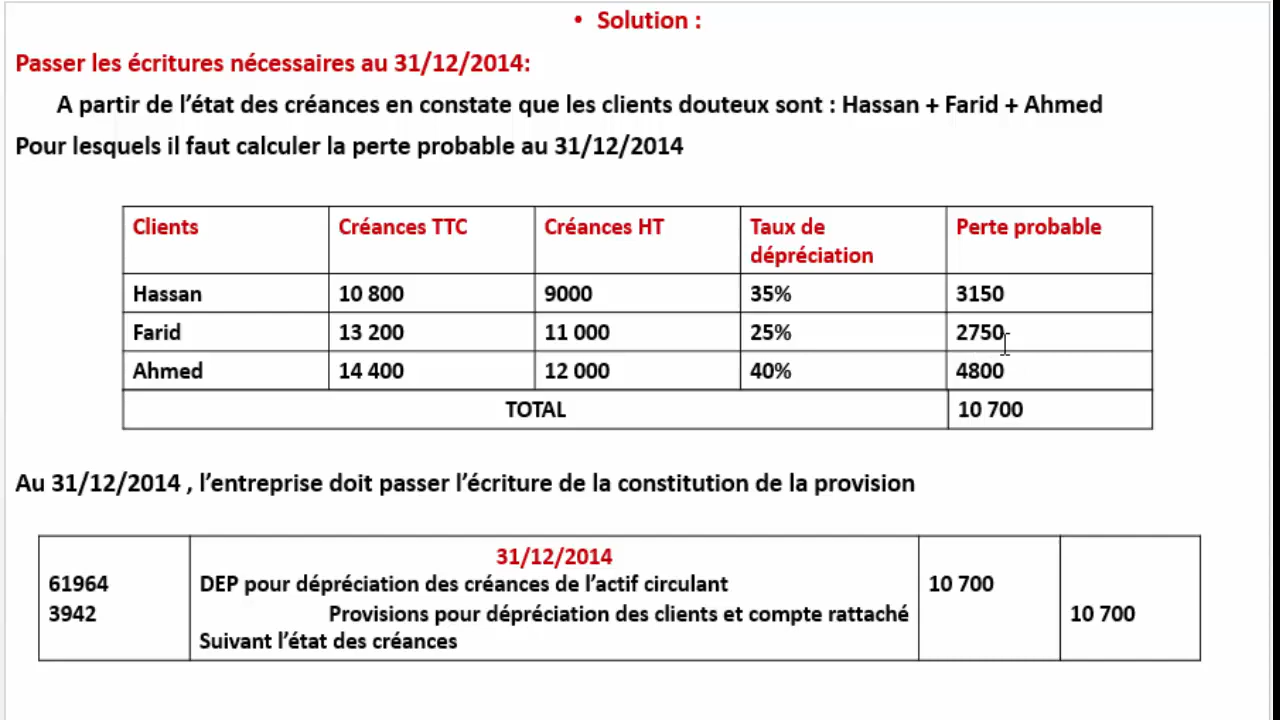 • Solution :
Passer les écritures nécessaires au 31/12/2014:
A partir de l’état des créances en constate que les clients douteux sont : Hassan + Farid + Ahmed
Pour lesquels il faut calculer la perte probable au 31/12/2014
Clients Créances TTC Créances HT Taux de dépréciation Perte probable
Hassan 10 800 9000 35% 3150
Farid 13 200 11 000 25% 2750
Ahmed 14 400 12 000 40% 4800
TOTAL 10 700
Au 31/12/2014 , l’entreprise doit passer l’écriture de la constitution de la provision
31/12/2014
61964 DEP pour dépréciation des créances de l’actif circulant 10 700
3942 Provisions pour dépréciation des clients et compte rattaché 10 700
Suivant l’état des créances